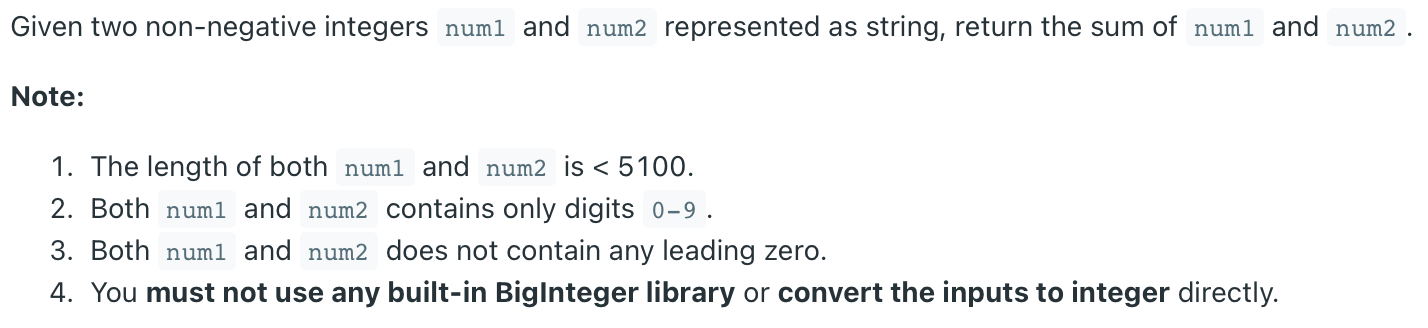 Given two non-negative integers num1 and num2 represented as string, return the sum of num1 and num2 .
Note:
1. The length of both num1 and num2 is < 5100.
2. Both num1 and num2 contains only digits 0-9 .
3. Both num1 and num2 does not contain any leading zero.
4. You must not use any built-in BigInteger library or convert the inputs to integer directly.